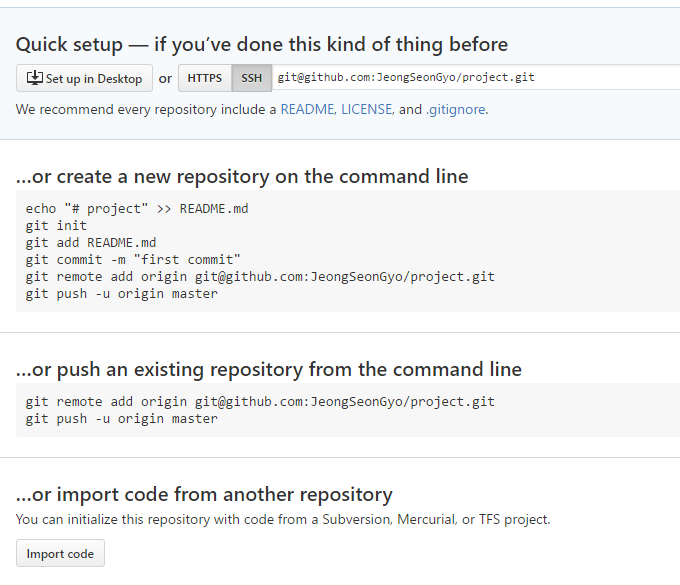 Quick setup — if you’ve done this kind of thing before
Set up in Desktop or HTTPS SSH git@github.com:JeongSeonGyo/project.git
We recommend every repository include a README, LICENSE, and .gitignore.
…or create a new repository on the command line
echo "# project" >> README.md
git init
git add README.md
git commit -m "first commit"
git remote add origin git@github.com:JeongSeonGyo/project.git
git push -u origin master
…or push an existing repository from the command line
git remote add origin git@github.com:JeongSeonGyo/project.git
git push -u origin master
…or import code from another repository
You can initialize this repository with code from a Subversion, Mercurial, or TFS project.
Import code